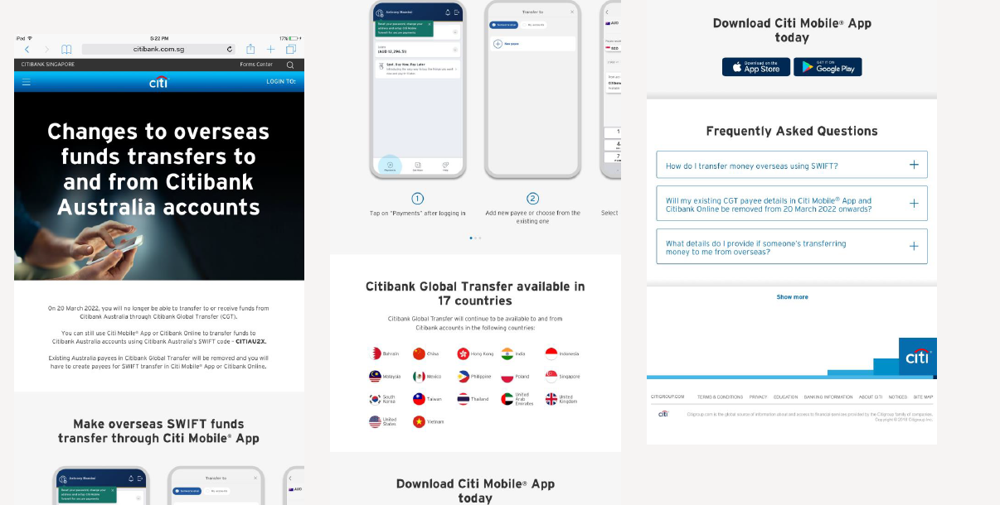 iPad
5:22 PM
17%
citibank.com.sg
CITIBANK SINGAPORE
Forms Center
citi
LOGIN TO:
Changes to overseas
funds transfers to
and from Citibank
Australia accounts
On 20 March 2022, you will no longer be able to transfer to or receive funds from
Citibank Australia through Citibank Global Transfer (CGT).
You can still use Citi Mobile® App or Citibank Online to transfer funds to
Citibank Australia accounts using Citibank Australia's SWIFT code - CITIAU2X.
Existing Australia payees in Citibank Global Transfer will be removed and you will
have to create payees for SWIFT transfer in Citi Mobile® App or Citibank Online.
Make overseas SWIFT funds
transfer through Citi Mobile® App
Transfer to
My accounts
AUD
Transfer to
My accounts
New payee
AUD
SGD
(AUD 12,296.51)
Spot. Buy Now. Pay Later
Payments
Help
1
4
7
1
Tap on "Payments" after logging in
2
Add new payee or choose from the
existing one
Select
Citibank Global Transfer available in
17 countries
Citibank Global Transfer will continue to be available to and from
Citibank accounts in the following countries:
Bahrain
China
Hong Kong
India
Indonesia
Malaysia
Mexico
Philippine
Poland
Singapore
South
Korea
Taiwan
Thailand
United
Arab
Emirates
United
Kingdom
United
States
Vietnam
Download Citi Mobile® App
today
Download Citi Mobile® App
today
Download on the
App Store
GET IT ON
Google Play
Frequently Asked Questions
How do I transfer money overseas using SWIFT?
Will my existing CGT payee details in Citi Mobile® App and
Citibank Online be removed from 20 March 2022 onwards?
What details do I provide if someone's transferring
money to me from overseas?
Show more
citi
CITIGROUP.COM
TERMS & CONDITIONS
PRIVACY
EDUCATION
BANKING INFORMATION
ABOUT CITI
NOTICES
SITE MAP
citi
Citigroup.com is the global source of information about and access to financial services provided by the Citigroup family of companies.
Copyright © 2016 Citigroup Inc.